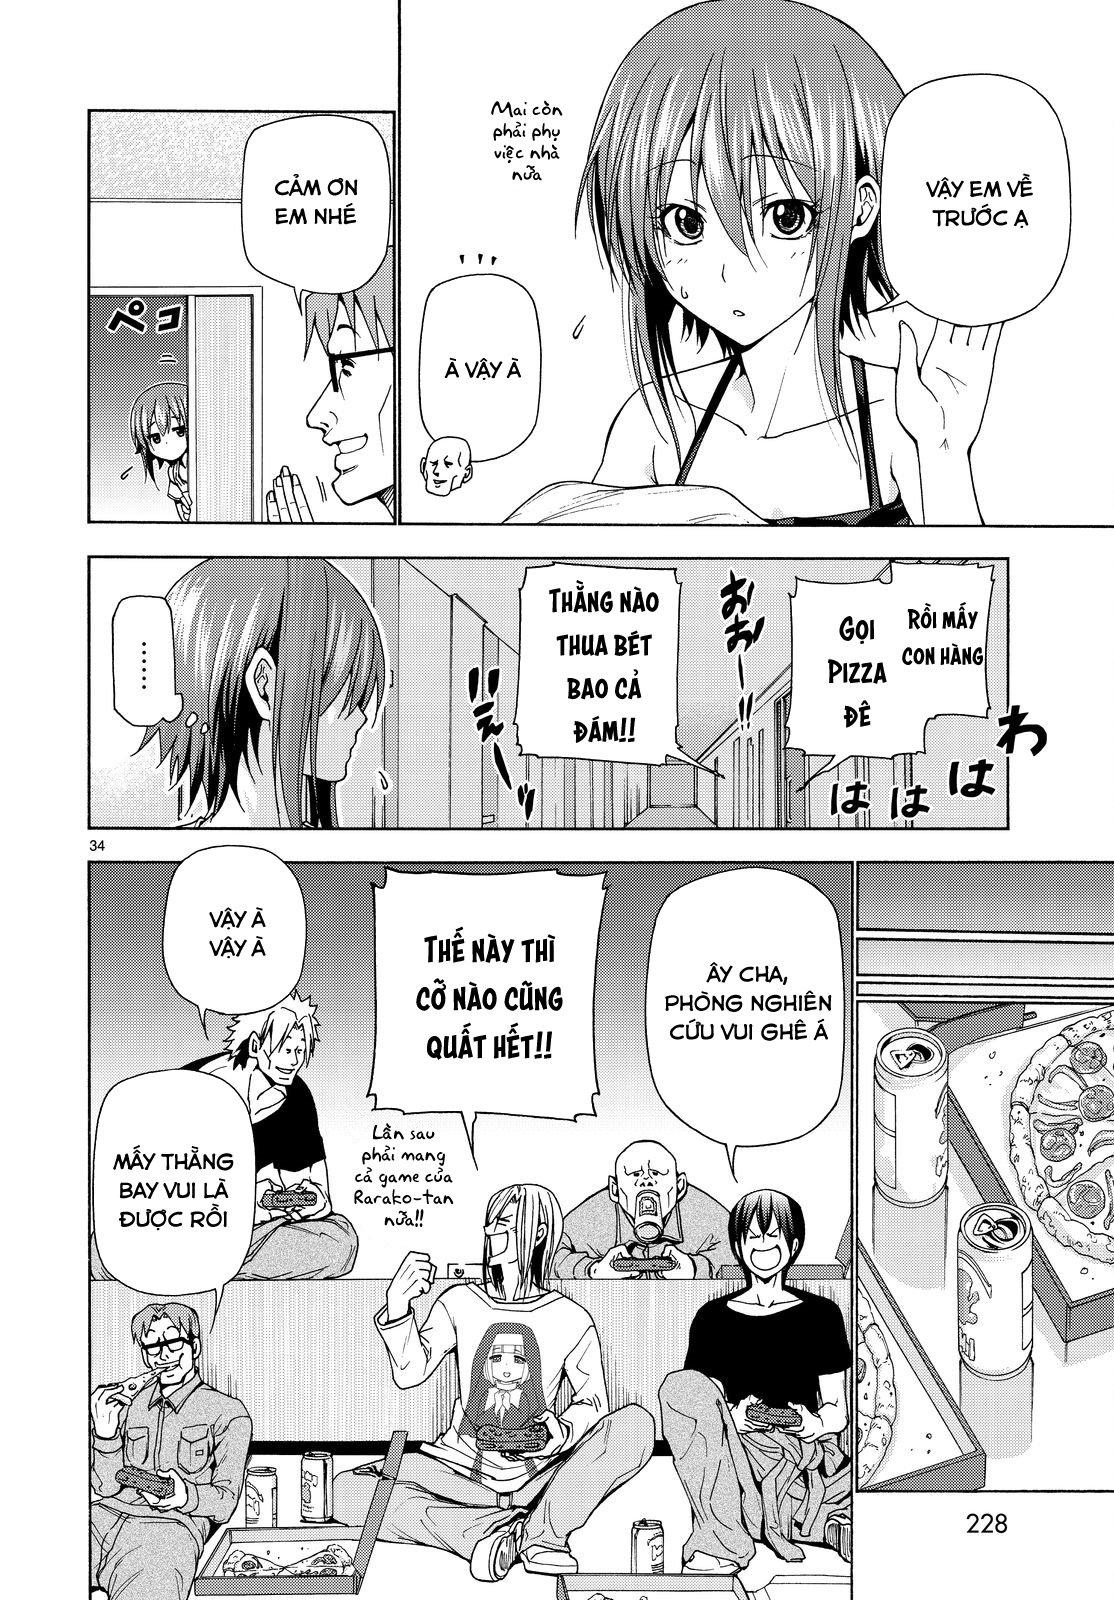 VẬY EM VỀ
TRƯỚC Ạ
Mai còn
phải phụ
việc nhà
nữa
À VẬY À
CẢM ƠN
EM NHÉ
ペコ
RỒI MẤY
CON HÀNG
GỌI
PIZZA
ĐÊ
わははは
おおー!!
THẰNG NÀO
THUA BÉT
BAO CẢ
ĐÁM!!
........
34
ÂY CHA,
PHÒNG NGHIÊN
CỨU VUI GHÊ Á
THẾ NÀY THÌ
CỠ NÀO CŨNG
QUẤT HẾT!!
Lần sau
phải mang
cả game của
Rarako-tan
nữa!!
VẬY À
VẬY À
MẤY THẰNG
BAY VUI LÀ
ĐƯỢC RỒI
228